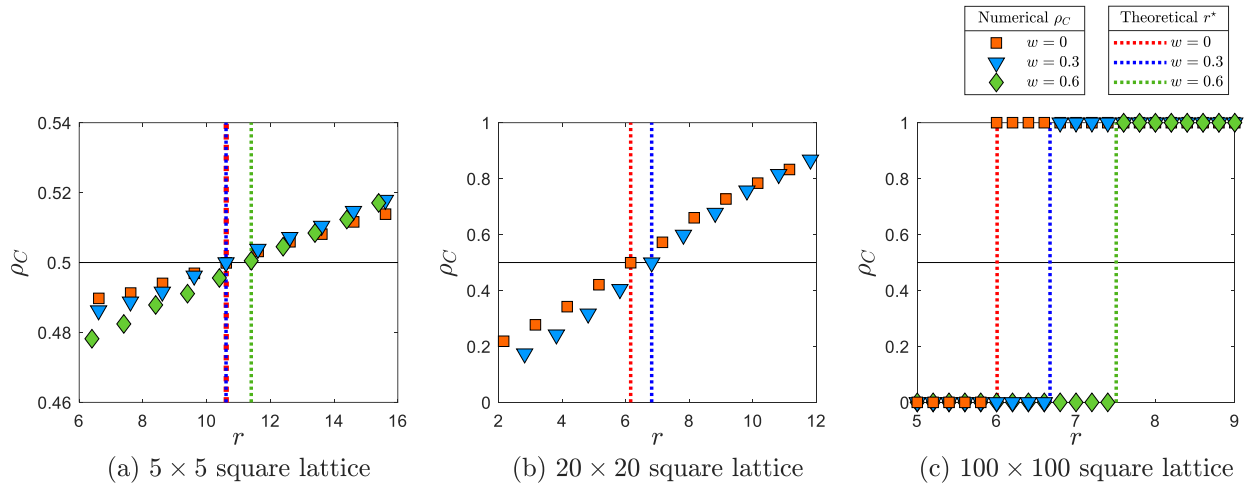 Numerical ρ_C
w = 0
w = 0.3
w = 0.6
Theoretical r⋆
w = 0
w = 0.3
w = 0.6
0.54
0.52
0.5
0.48
0.46
ρ_C
6
8
10
12
14
16
r
(a) 5 × 5 square lattice
1
0.8
0.6
0.4
0.2
0
ρ_C
2
4
6
8
10
12
r
(b) 20 × 20 square lattice
1
0.8
0.6
0.4
0.2
0
ρ_C
5
6
7
8
9
r
(c) 100 × 100 square lattice